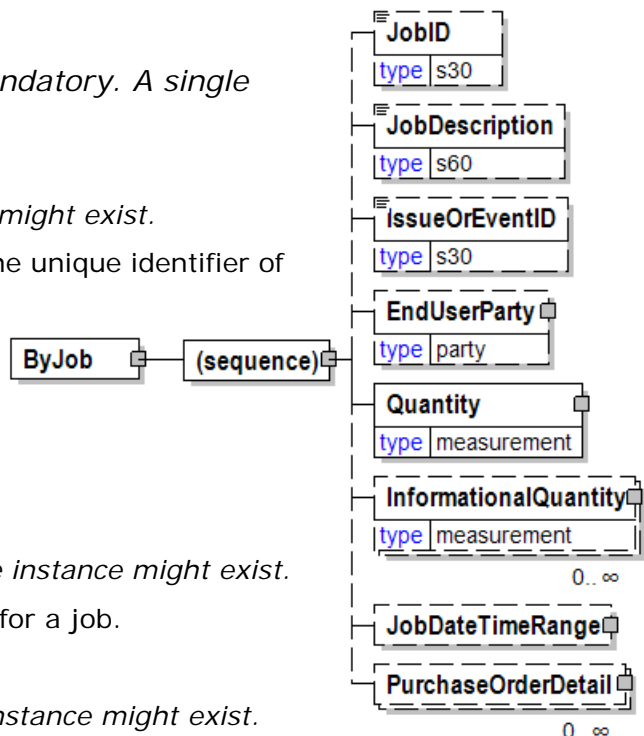 ndatory. A single
might exist.
he unique identifier of
instance might exist.
for a job.
nstance might exist.
ByJob
(sequence)
JobID
type s30
JobDescription
type s60
IssueOrEventID
type s30
EndUserParty
type party
Quantity
type measurement
InformationalQuantity
type measurement
0.. ∞
JobDateTimeRange
PurchaseOrderDetail
0.. ∞